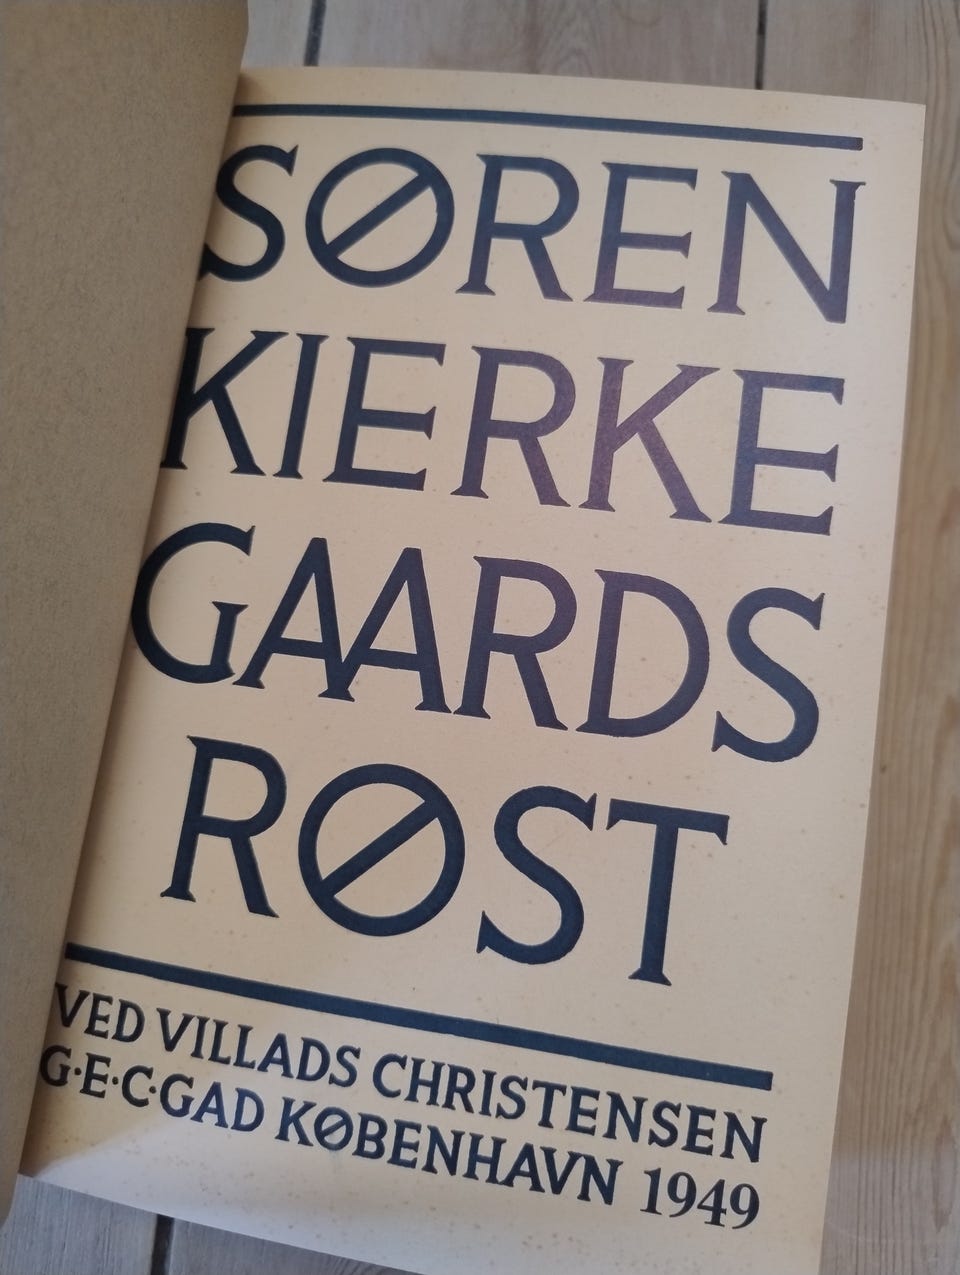 SØREN
KIERKE
GAARDS
RØST
VED VILLADS CHRISTENSEN
G·E·C·GAD KØBENHAVN 1949